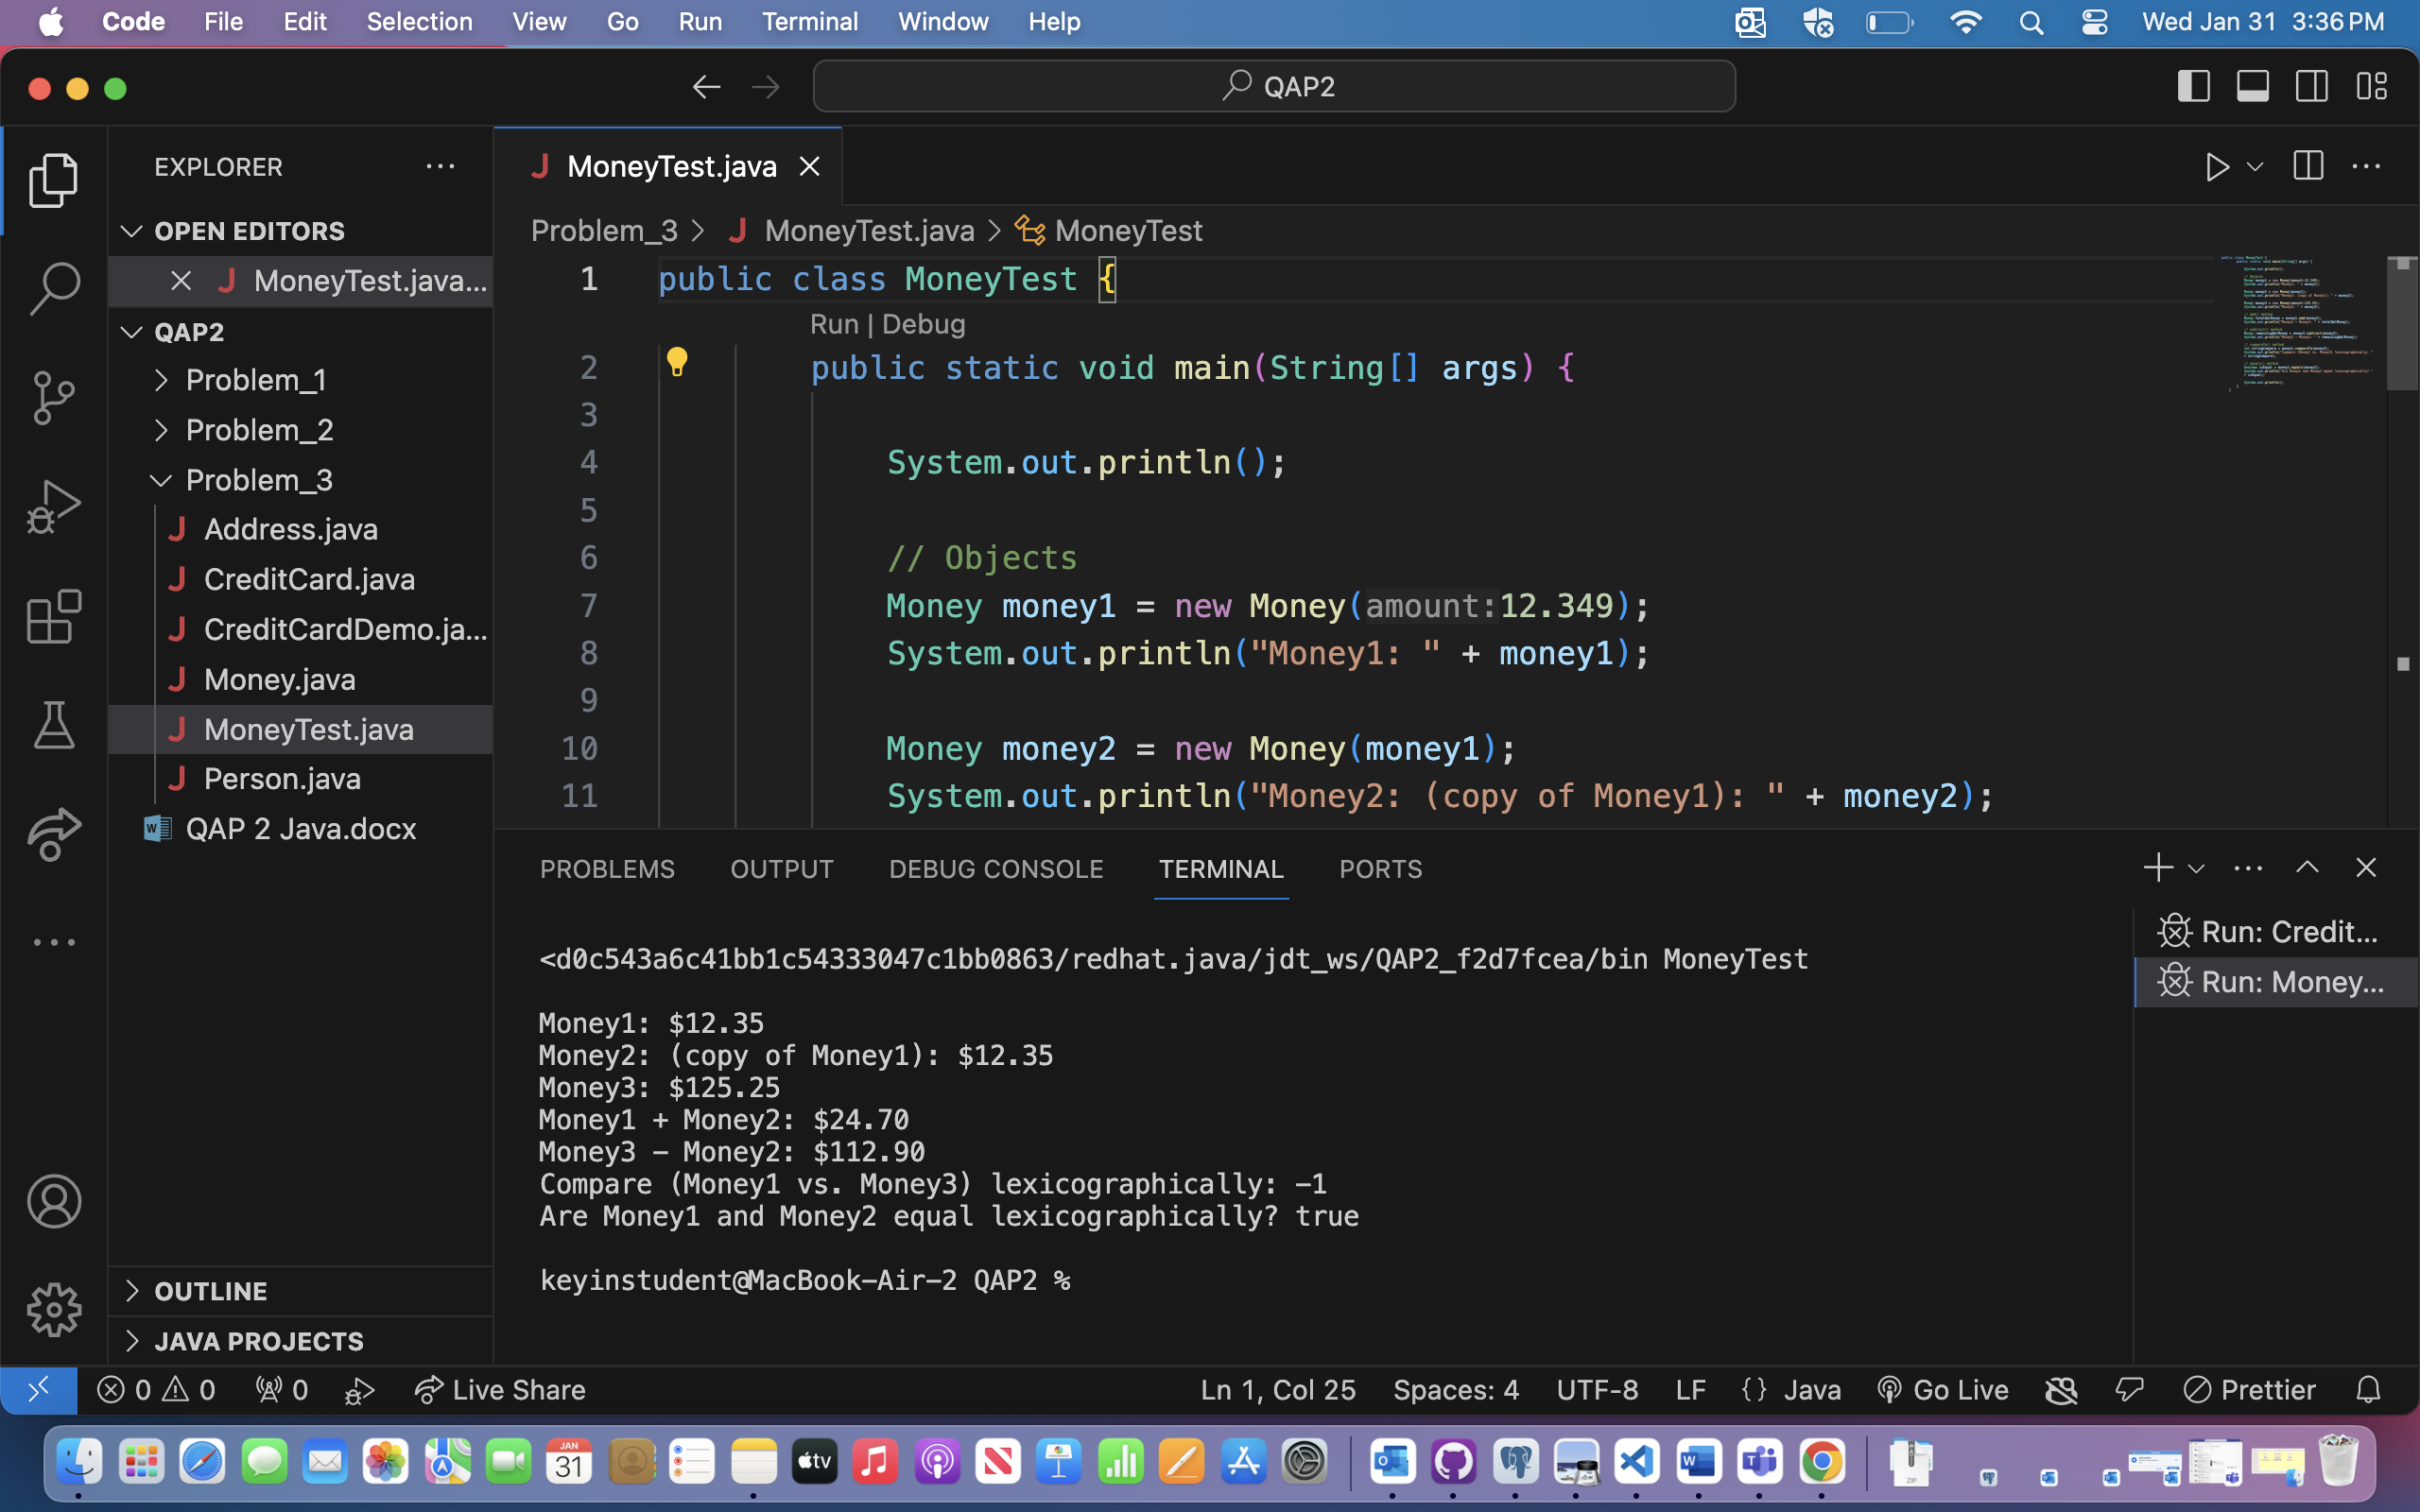 Code File Edit Selection View Go Run Terminal Window Help Wed Jan 31 3:36 PM
QAP2
EXPLORER
OPEN EDITORS
MoneyTest.java...
QAP2
Problem_1
Problem_2
Problem_3
Address.java
CreditCard.java
CreditCardDemo.ja...
Money.java
MoneyTest.java
Person.java
QAP 2 Java.docx
OUTLINE
JAVA PROJECTS
MoneyTest.java
Problem_3 > MoneyTest.java > MoneyTest
1 public class MoneyTest {
Run | Debug
2 public static void main(String[] args) {
3
4 System.out.println();
5
6 // Objects
7 Money money1 = new Money(amount:12.349);
8 System.out.println("Money1: " + money1);
9
10 Money money2 = new Money(money1);
11 System.out.println("Money2: (copy of Money1): " + money2);
PROBLEMS OUTPUT DEBUG CONSOLE TERMINAL PORTS
<d0c543a6c41bb1c54333047c1bb0863/redhat.java/jdt_ws/QAP2_f2d7fcea/bin MoneyTest
Money1: $12.35
Money2: (copy of Money1): $12.35
Money3: $125.25
Money1 + Money2: $24.70
Money3 - Money2: $112.90
Compare (Money1 vs. Money3) lexicographically: -1
Are Money1 and Money2 equal lexicographically? true
keyinstudent@MacBook-Air-2 QAP2 %
Run: Credit...
Run: Money...
0 0 0 Live Share Ln 1, Col 25 Spaces: 4 UTF-8 LF {} Java Go Live Prettier
JAN
31
tv
ZIP